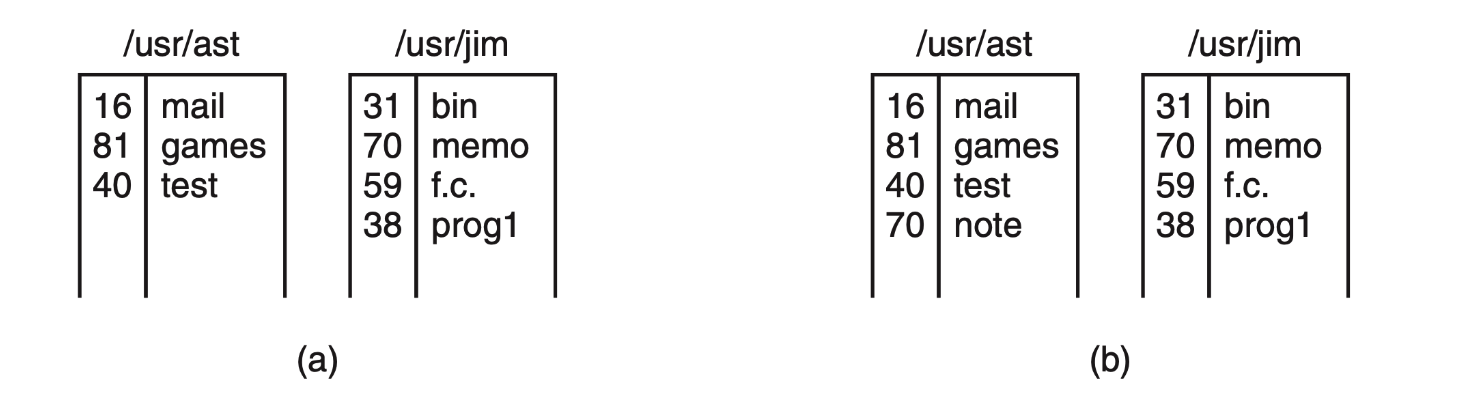 /usr/ast
16 mail
81 games
40 test
/usr/jim
31 bin
70 memo
59 f.c.
38 prog1
(a)
/usr/ast
16 mail
81 games
40 test
70 note
/usr/jim
31 bin
70 memo
59 f.c.
38 prog1
(b)